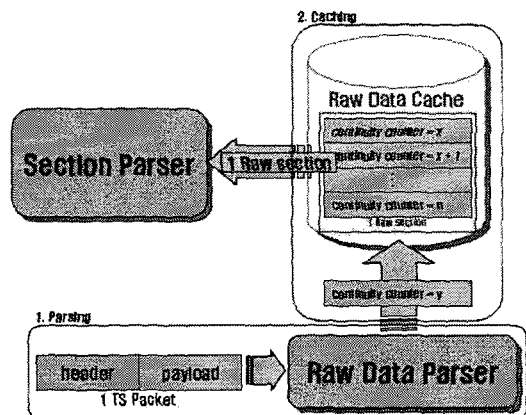 2. Caching
Raw Data Cache
continuity counter = x
continuity counter = x + 1
⋮
continuity counter = n
1 Raw section
Section Parser
1 Raw section
continuity counter = y
1. Parsing
header payload
1 TS Packet
Raw Data Parser